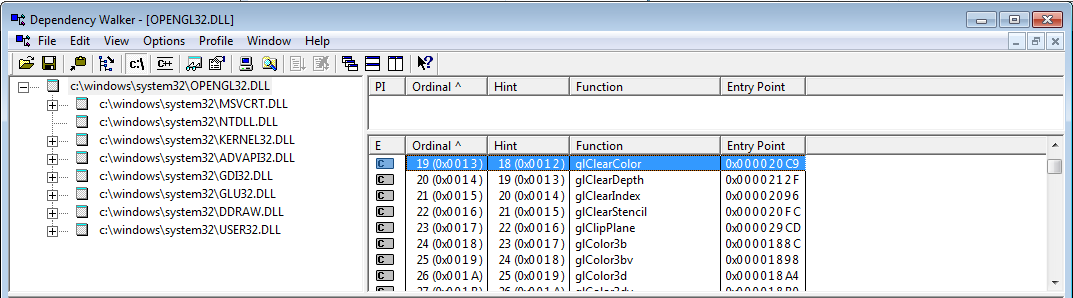 Dependency Walker - [OPENGL32.DLL]
File Edit View Options Profile Window Help
c:\ C++
c:\windows\system32\OPENGL32.DLL
c:\windows\system32\MSVCRT.DLL
c:\windows\system32\NTDLL.DLL
c:\windows\system32\KERNEL32.DLL
c:\windows\system32\ADVAPI32.DLL
c:\windows\system32\GDI32.DLL
c:\windows\system32\GLU32.DLL
c:\windows\system32\DDRAW.DLL
c:\windows\system32\USER32.DLL
PI Ordinal ^ Hint Function Entry Point
E Ordinal ^ Hint Function Entry Point
C 19 (0x0013) 18 (0x0012) glClearColor 0x000020C9
C 20 (0x0014) 19 (0x0013) glClearDepth 0x0000212F
C 21 (0x0015) 20 (0x0014) glClearIndex 0x00002096
C 22 (0x0016) 21 (0x0015) glClearStencil 0x000020FC
C 23 (0x0017) 22 (0x0016) glClipPlane 0x000029CD
C 24 (0x0018) 23 (0x0017) glColor3b 0x0000188C
C 25 (0x0019) 24 (0x0018) glColor3bv 0x00001898
C 26 (0x001A) 25 (0x0019) glColor3d 0x000018A4